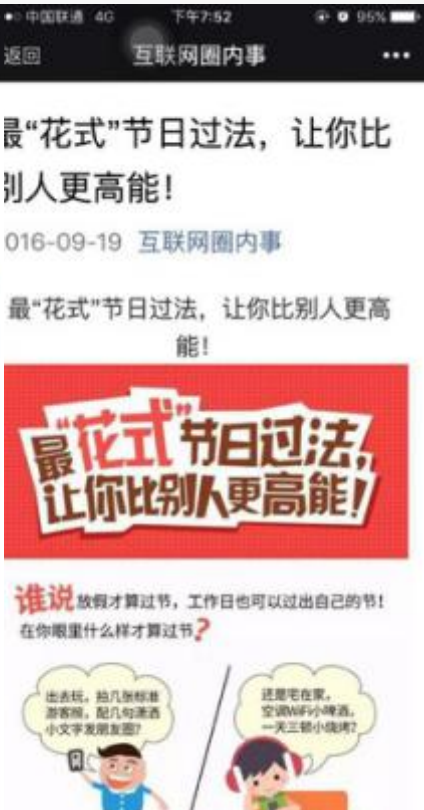 中国联通 4G 下午7:52 95%
返回 互联网圈内事
最“花式”节日过法，让你比
别人更高能！
016-09-19 互联网圈内事
最“花式”节日过法，让你比别人更高
能！
最“花式”节日过法，
让你比别人更高能！
谁说放假才算过节，工作日也可以过出自己的节！
在你眼里什么样才算过节？
出去玩，拍几张标准
游客照，配几句潇洒
小文字发朋友圈？
还是宅在家，
空调WiFi小啤酒，
一天三顿小烧烤？